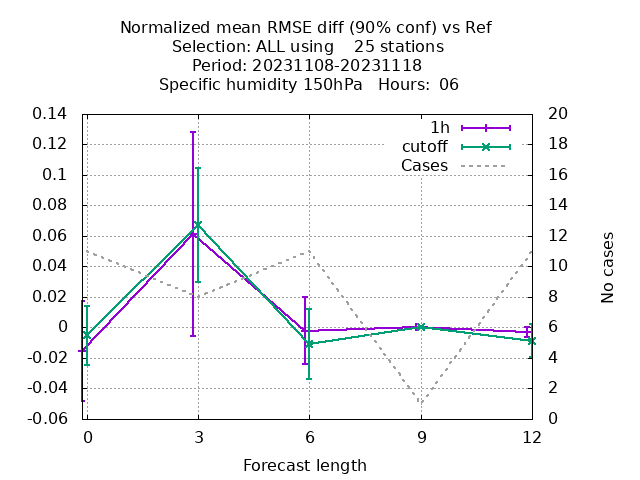 Normalized mean RMSE diff (90% conf) vs Ref
Selection: ALL using 25 stations
Period: 20231108-20231118
Specific humidity 150hPa Hours: 06
0.14
0.12
0.1
0.08
0.06
0.04
0.02
0
-0.02
-0.04
-0.06
20
18
16
14
12
10
8
6
4
2
0
1h
cutoff
Cases
No cases
0 3 6 9 12
Forecast length